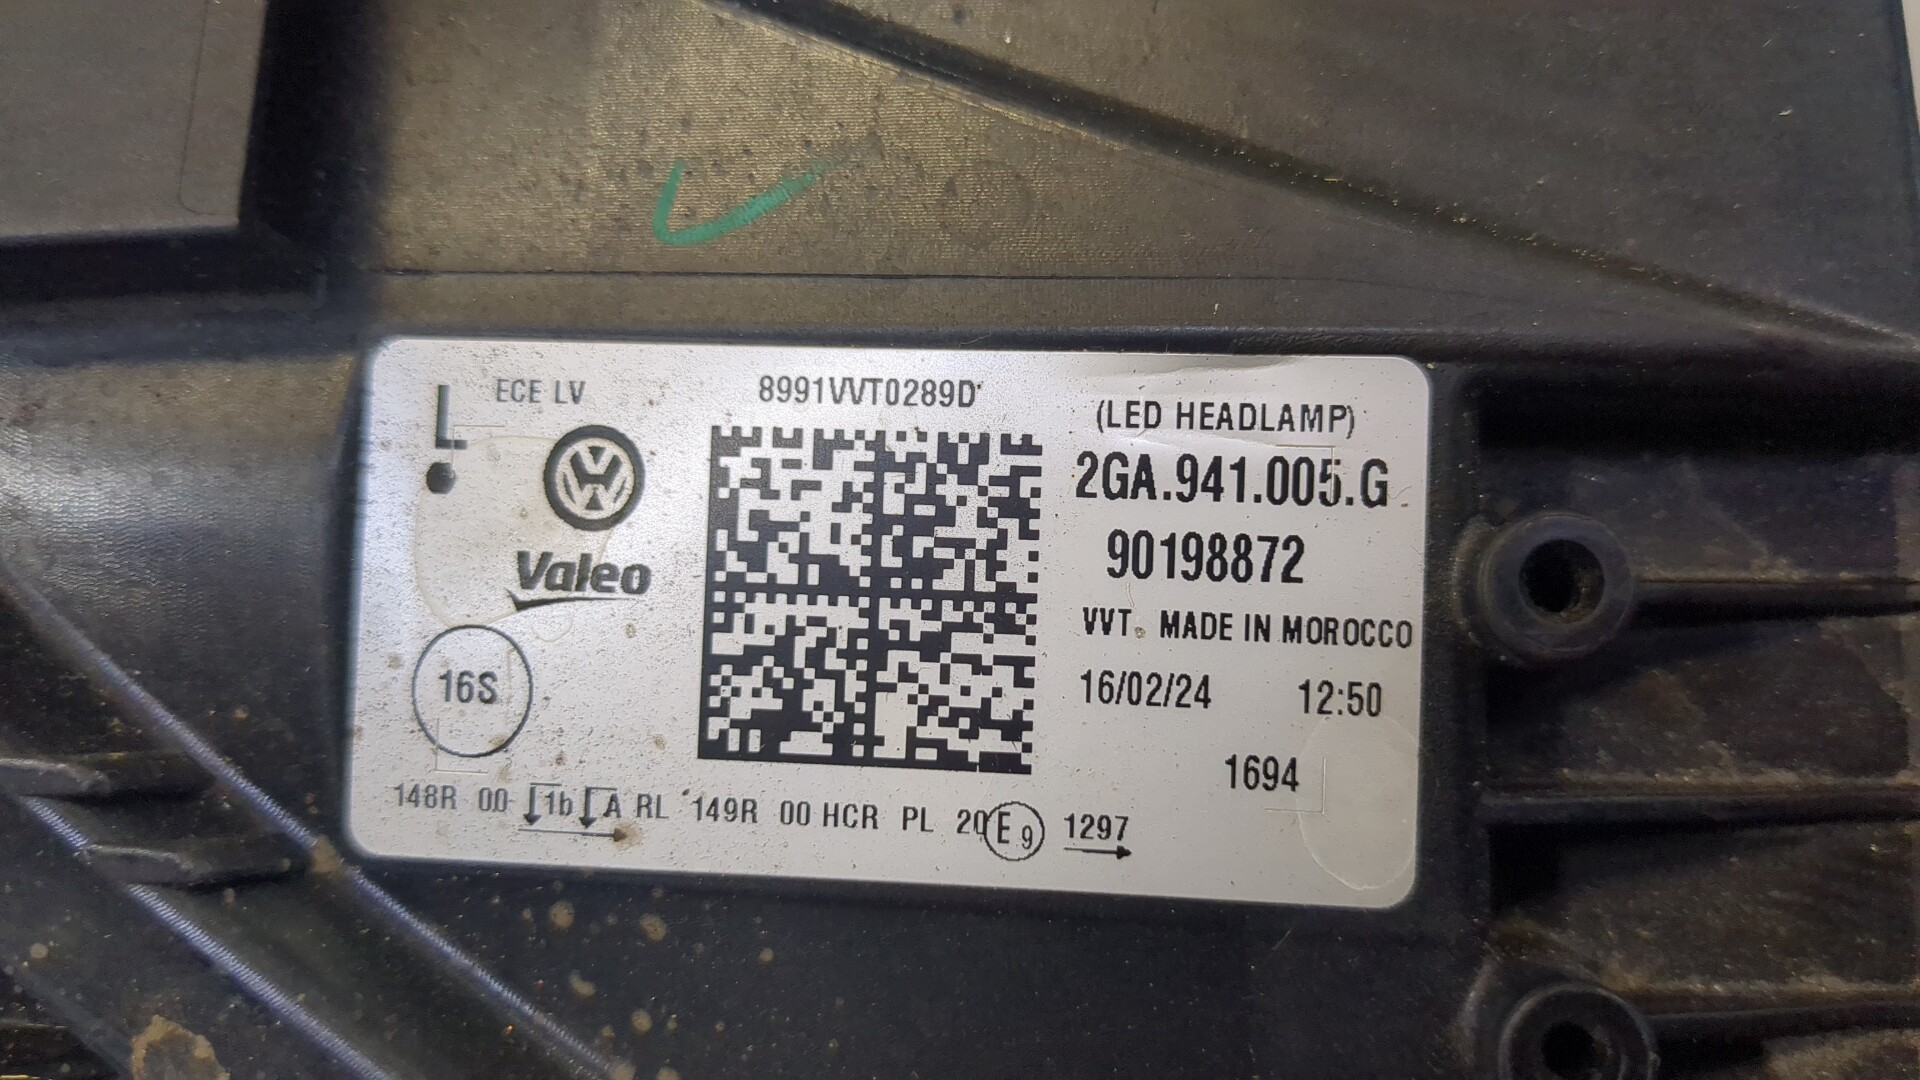 L
ECE LV
8991VVT0289D
(LED HEADLAMP)
2GA.941.005.G
Valeo
90198872
VVT. MADE IN MOROCCO
16S
16/02/24 12:50
1694
148R 00 1b A RL 149R 00 HCR PL 20 E9 1297